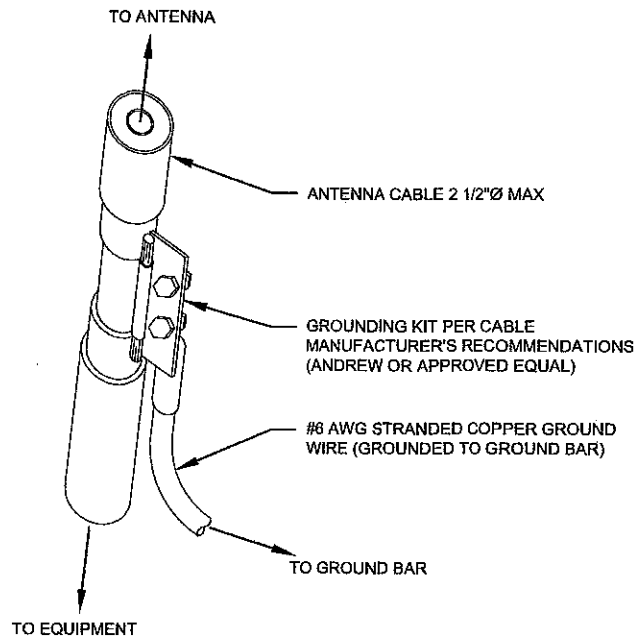 TO ANTENNA
ANTENNA CABLE 2 1/2"Ø MAX
GROUNDING KIT PER CABLE
MANUFACTURER'S RECOMMENDATIONS
(ANDREW OR APPROVED EQUAL)
#6 AWG STRANDED COPPER GROUND
WIRE (GROUNDED TO GROUND BAR)
TO GROUND BAR
TO EQUIPMENT